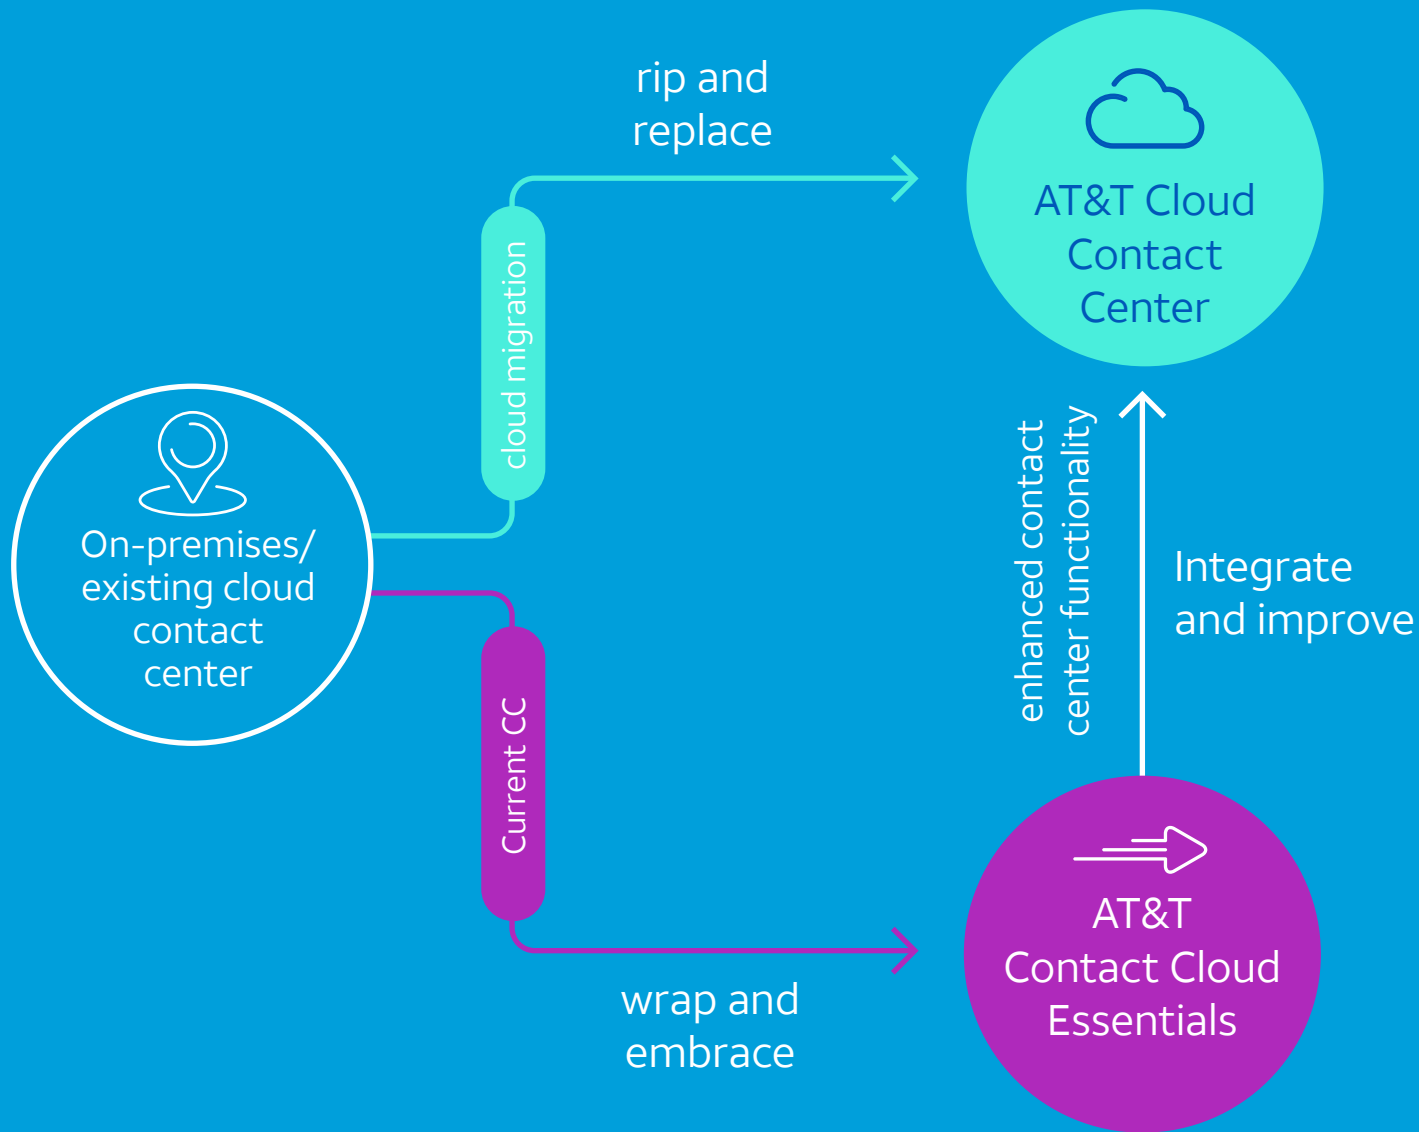 rip and
replace
AT&T Cloud
Contact
Center
cloud migration
On-premises/
existing cloud
contact
center
enhanced contact
center functionality
Integrate
and improve
Current CC
wrap and
embrace
AT&T
Contact Cloud
Essentials